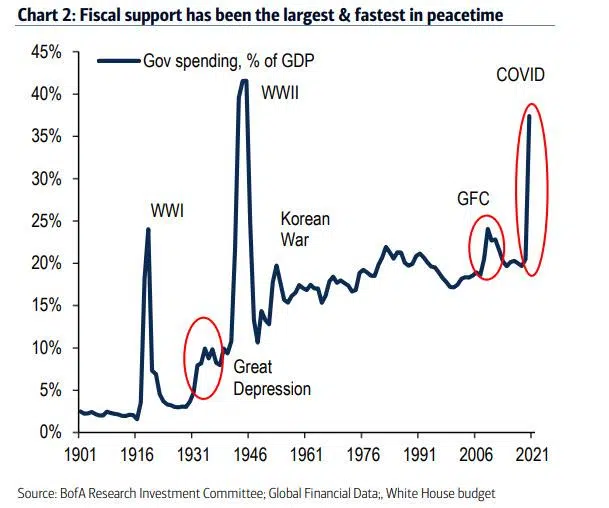 Chart 2: Fiscal support has been the largest & fastest in peacetime
45%
40%
35%
30%
25%
20%
15%
10%
5%
0%
Gov spending, % of GDP
WWI
WWII
Korean
War
Great
Depression
GFC
COVID
1901 1916 1931 1946 1961 1976 1991 2006 2021
Source: BofA Research Investment Committee; Global Financial Data;, White House budget